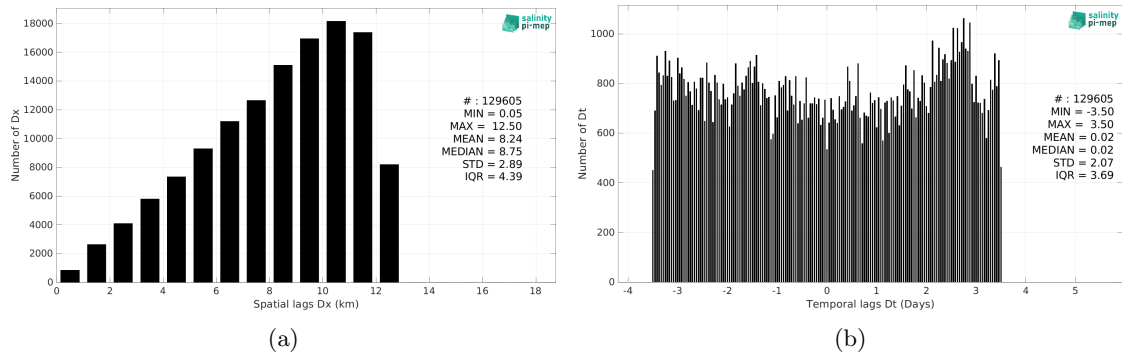 salinity
pi-mep
18000
16000
14000
12000
10000
8000
6000
4000
2000
0
Number of Dx
# : 129605
MIN = 0.05
MAX = 12.50
MEAN = 8.24
MEDIAN = 8.75
STD = 2.89
IQR = 4.39
0 2 4 6 8 10 12 14 16 18
Spatial lags Dx (km)
(a)
salinity
pi-mep
1000
800
600
400
200
0
Number of Dt
# : 129605
MIN = -3.50
MAX = 3.50
MEAN = 0.02
MEDIAN = 0.02
STD = 2.07
IQR = 3.69
-4 -3 -2 -1 0 1 2 3 4 5
Temporal lags Dt (Days)
(b)